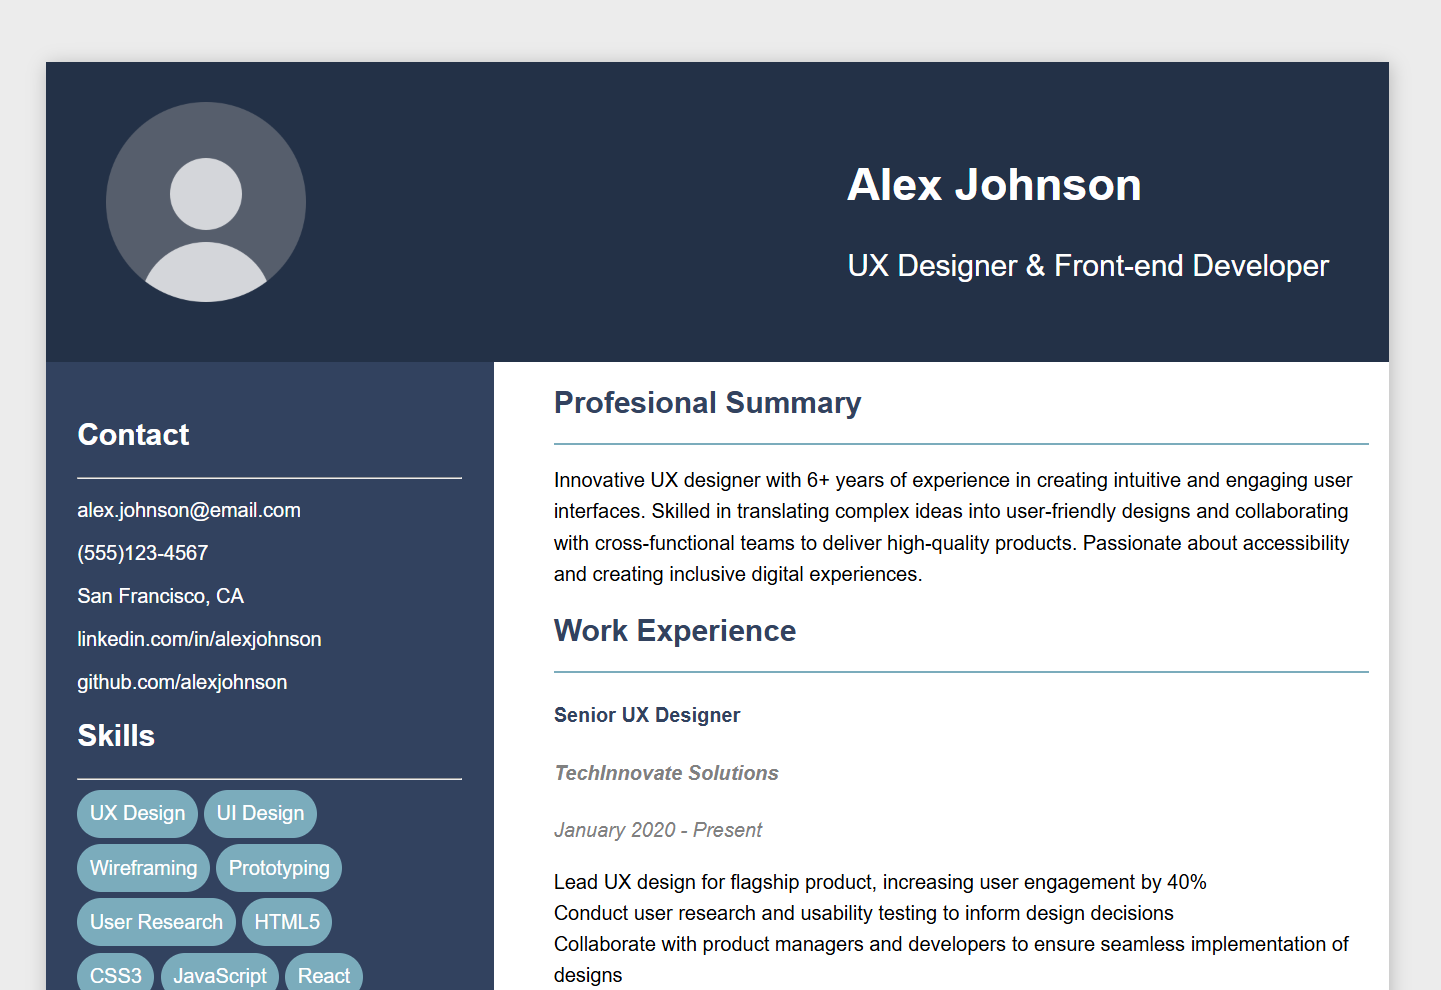 Alex Johnson
UX Designer & Front-end Developer
Contact
alex.johnson@email.com
(555)123-4567
San Francisco, CA
linkedin.com/in/alexjohnson
github.com/alexjohnson
Skills
UX Design UI Design
Wireframing Prototyping
User Research HTML5
CSS3 JavaScript React
Profesional Summary
Innovative UX designer with 6+ years of experience in creating intuitive and engaging user
interfaces. Skilled in translating complex ideas into user-friendly designs and collaborating
with cross-functional teams to deliver high-quality products. Passionate about accessibility
and creating inclusive digital experiences.
Work Experience
Senior UX Designer
TechInnovate Solutions
January 2020 - Present
Lead UX design for flagship product, increasing user engagement by 40%
Conduct user research and usability testing to inform design decisions
Collaborate with product managers and developers to ensure seamless implementation of
designs